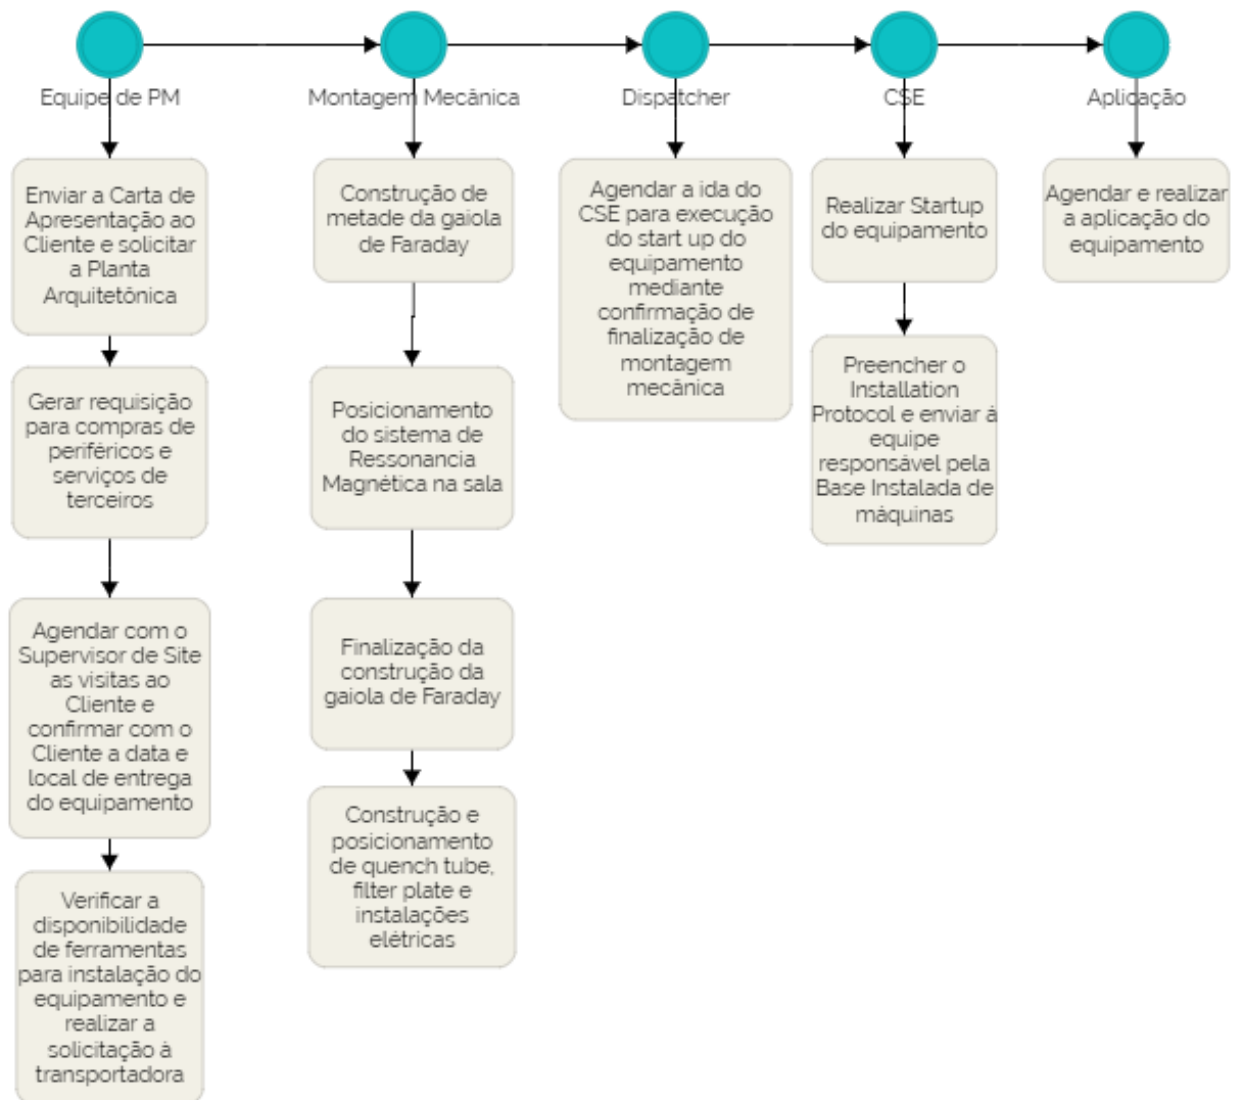 Equipe de PM
Montagem Mecânica
Dispatcher
CSE
Aplicação
Enviar a Carta de
Apresentação ao
Cliente e solicitar
a Planta
Arquitetônica
Gerar requisição
para compras de
periféricos e
serviços de
terceiros
Agendar com o
Supervisor de Site
as visitas ao
Cliente e
confirmar com o
Cliente a data e
local de entrega
do equipamento
Verificar a
disponibilidade
de ferramentas
para instalação do
equipamento e
realizar a
solicitação à
transportadora
Construção de
metade da gaiola
de Faraday
Posicionamento
do sistema de
Ressonancia
Magnética na sala
Finalização da
construção da
gaiola de Faraday
Construção e
posicionamento
de quench tube,
filter plate e
instalações
elétricas
Agendar a ida do
CSE para execução
do start up do
equipamento
mediante
confirmação de
finalização de
montagem
mecânica
Realizar Startup
do equipamento
Preencher o
Installation
Protocol e enviar á
equipe
responsável pela
Base Instalada de
máquinas
Agendar e realizar
a aplicação do
equipamento